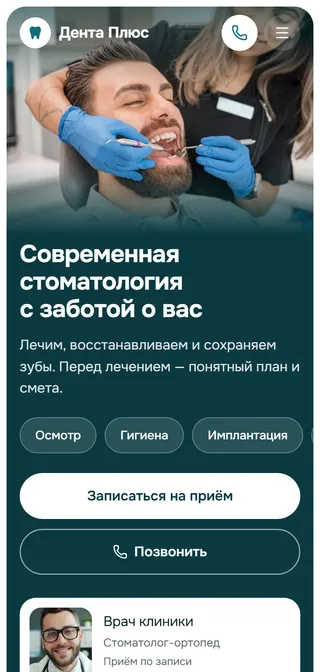 Дента Плюс
Современная
стоматология
с заботой о вас
Лечим, восстанавливаем и сохраняем
зубы. Перед лечением — понятный план и
смета.
Осмотр
Гигиена
Имплантация
Записаться на приём
Позвонить
Врач клиники
Стоматолог-ортопед
Приём по записи